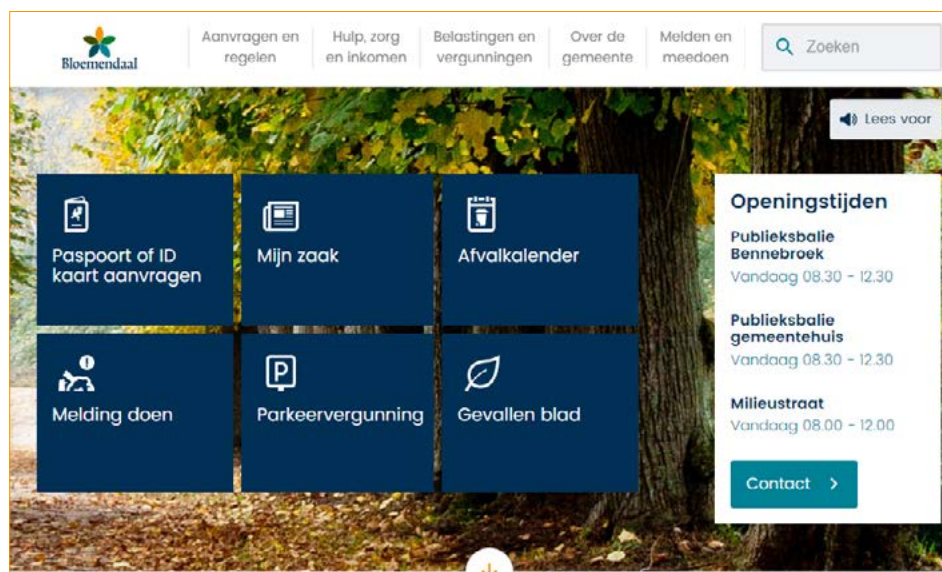 Bloemendaal
Aanvragen en
regelen
Hulp, zorg
en inkomen
Belastingen en
vergunningen
Over de
gemeente
Melden en
meedoen
Zoeken
Lees voor
Paspoort of ID
kaart aanvragen
Mijn zaak
Afvalkalender
Melding doen
P
Parkeervergunning
Gevallen blad
Openingstijden
Publieksbalie
Bennebroek
Vandaag 08.30 - 12.30
Publieksbalie
gemeentehuis
Vandaag 08.30 - 12.30
Milieustraat
Vandaag 08.00 - 12.00
Contact